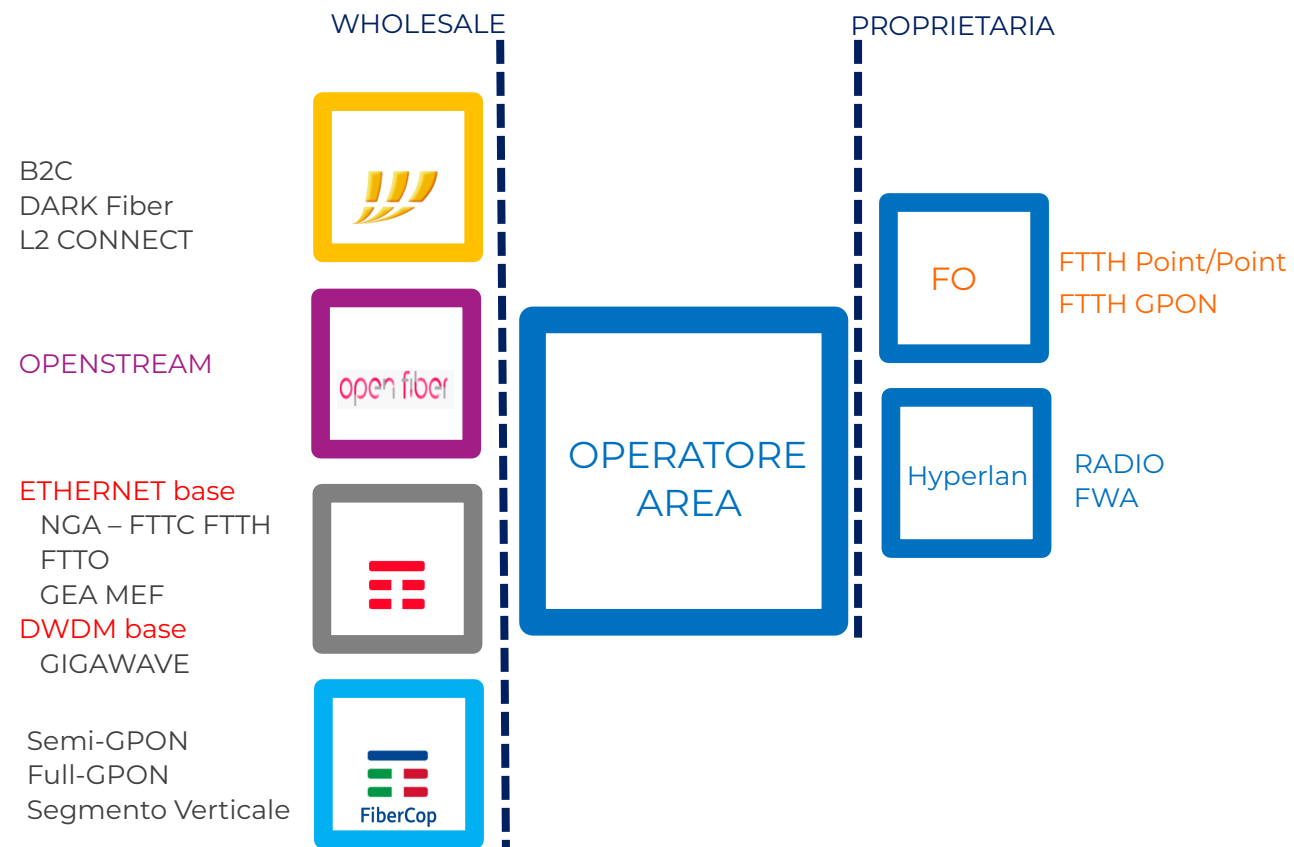 WHOLESALE
PROPRIETARIA
B2C
DARK Fiber
L2 CONNECT
OPENSTREAM
open fiber
ETHERNET base
NGA – FTTC FTTH
FTTO
GEA MEF
DWDM base
GIGAWAVE
Semi-GPON
Full-GPON
Segmento Verticale
FiberCop
OPERATORE
AREA
FO
FTTH Point/Point
FTTH GPON
Hyperlan
RADIO
FWA